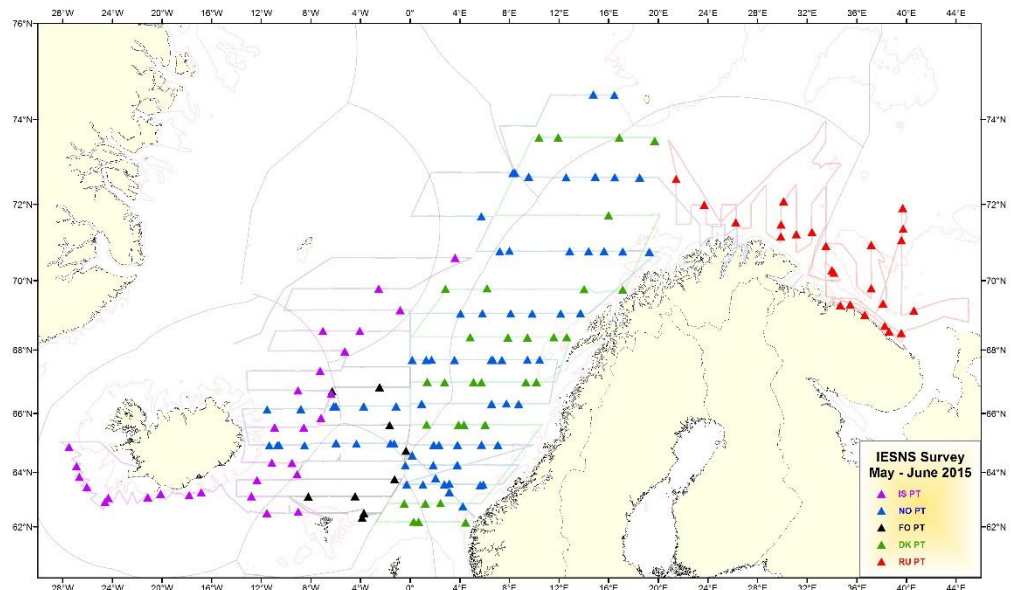 28°W 24°W 20°W 16°W 12°W 8°W 4°W 0° 4°E 8°E 12°E 16°E 20°E 24°E 28°E 32°E 36°E 40°E 44°E
76°N 76°N
74°N 74°N
72°N 72°N
70°N 70°N
68°N 68°N
66°N 66°N
64°N 64°N
62°N 62°N
IESNS Survey
May - June 2015
IS PT
NO PT
FO PT
DK PT
RU PT
28°W 24°W 20°W 16°W 12°W 8°W 4°W 0° 4°E 8°E 12°E 16°E 20°E 24°E 28°E 32°E 36°E 40°E 44°E